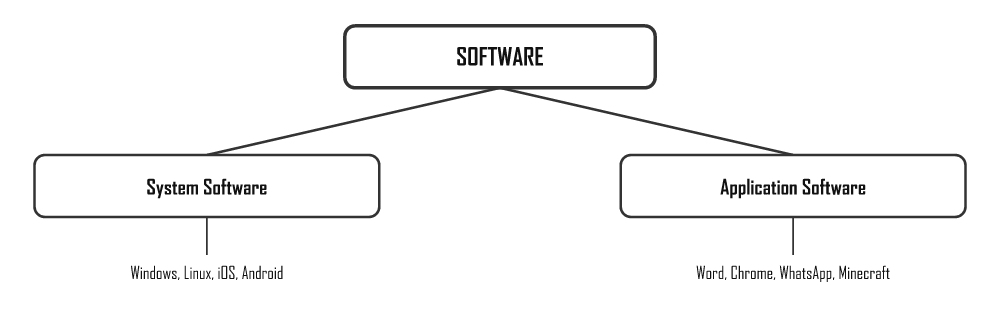 SOFTWARE
System Software
Application Software
Windows, Linux, iOS, Android
Word, Chrome, WhatsApp, Minecraft